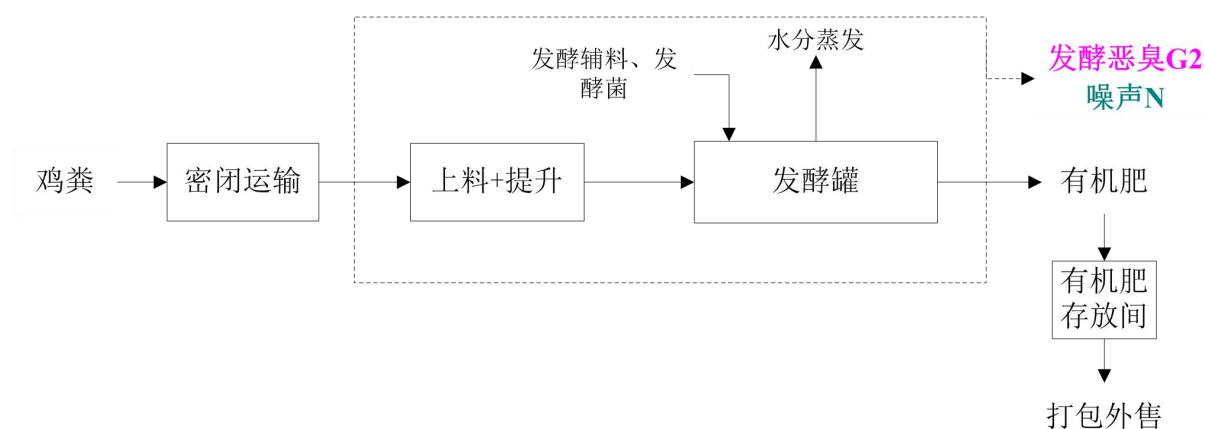 水分蒸发
发酵辅料、发
酵菌
发酵恶臭G2
噪声N
鸡粪
密闭运输
上料+提升
发酵罐
有机肥
有机肥
存放间
打包外售